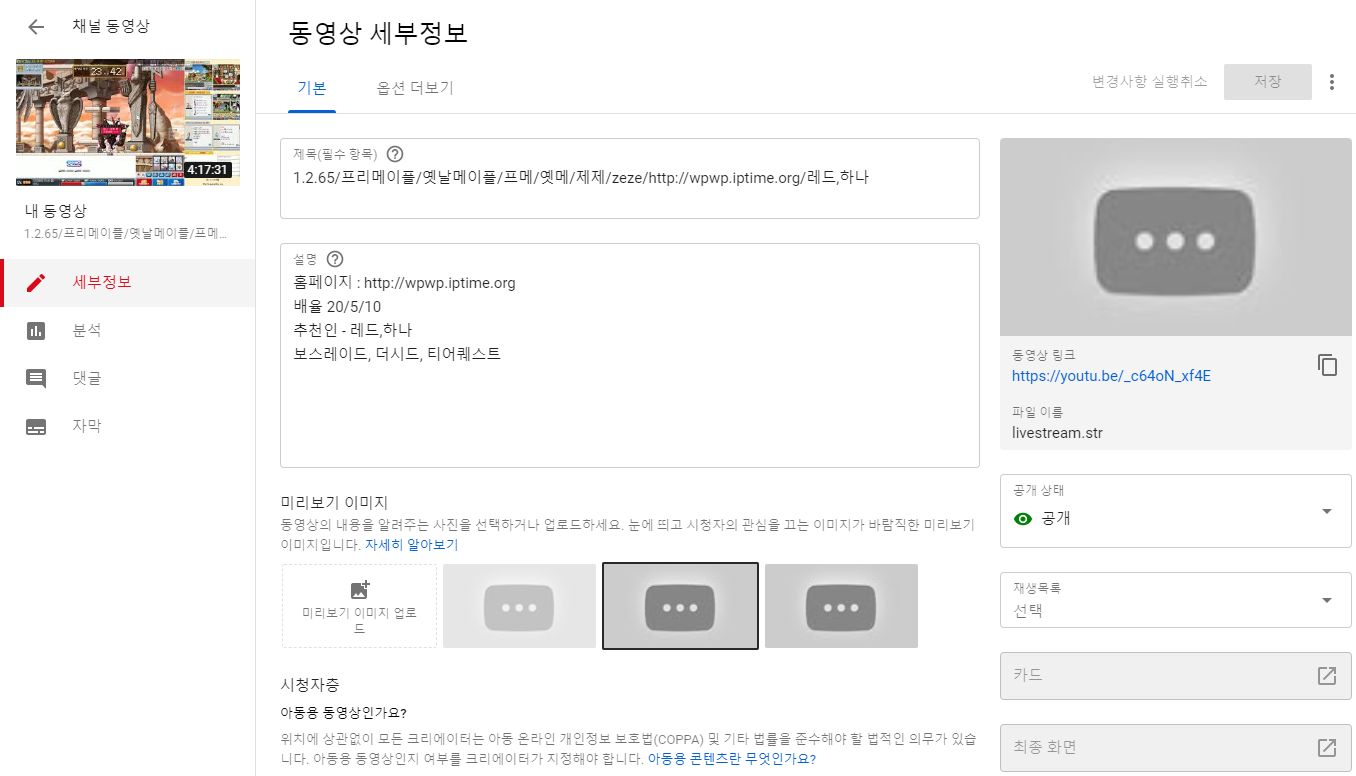 채널 동영상
23 : 42
4:17:31
내 동영상
1.2.65/프리메이플/옛날메이플/프메…
세부정보
분석
댓글
자막
동영상 세부정보
기본
옵션 더보기
변경사항 실행취소
저장
제목(필수 항목)
1.2.65/프리메이플/옛날메이플/프메/옛메/제제/zeze/http://wpwp.iptime.org/레드,하나
설명
홈페이지 : http://wpwp.iptime.org
배율 20/5/10
추천인 - 레드,하나
보스레이드, 더시드, 티어퀘스트
미리보기 이미지
동영상의 내용을 알려주는 사진을 선택하거나 업로드하세요. 눈에 띄고 시청자의 관심을 끄는 이미지가 바람직한 미리보기
이미지입니다. 자세히 알아보기
미리보기 이미지 업로
드
시청자층
아동용 동영상인가요?
위치에 상관없이 모든 크리에이터는 아동 온라인 개인정보 보호법(COPPA) 및 기타 법률을 준수해야 할 법적인 의무가 있습
니다. 아동용 동영상인지 여부를 크리에이터가 지정해야 합니다. 아동용 콘텐츠란 무엇인가요?
동영상 링크
https://youtu.be/_c64oN_xf4E
파일 이름
livestream.str
공개 상태
공개
재생목록
선택
카드
최종 화면